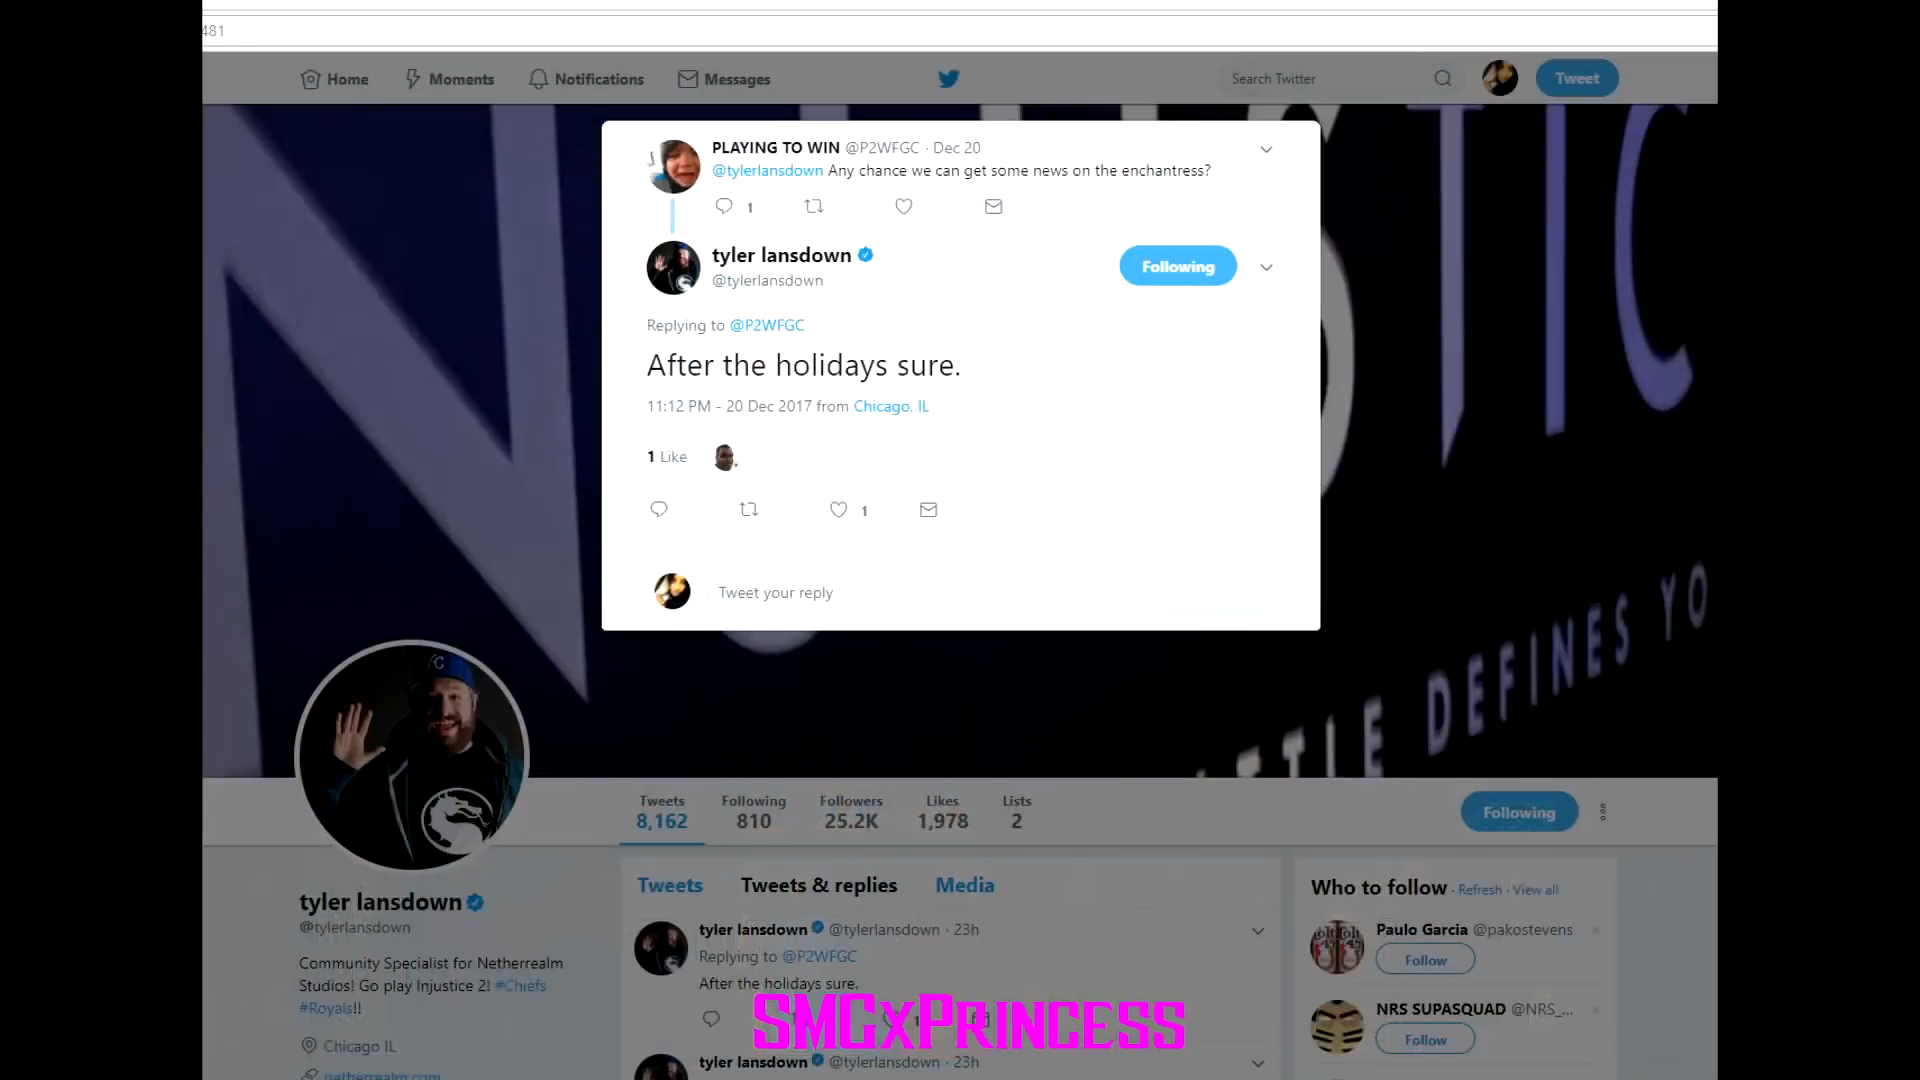 481
Home
Moments
Notifications
Messages
Search Twitter
Tweet
PLAYING TO WIN @P2WFGC · Dec 20
@tylerlansdown Any chance we can get some news on the enchantress?
1
tyler lansdown
@tylerlansdown
Following
Replying to @P2WFGC
After the holidays sure.
11:12 PM - 20 Dec 2017 from Chicago, IL
1 Like
1
Tweet your reply
TIC
DEFINES YO
Tweets
8,162
Following
810
Followers
25.2K
Likes
1,978
Lists
2
Following
tyler lansdown
@tylerlansdown
Community Specialist for Netherrealm
Studios! Go play Injustice 2! #Chiefs
#Royals!!
Chicago IL
netherrealm.com
Tweets
Tweets & replies
Media
tyler lansdown @tylerlansdown · 23h
Replying to @P2WFGC
After the holidays sure.
SMGxPrincess
tyler lansdown @tylerlansdown · 23h
Who to follow · Refresh · View all
Paulo Garcia @pakostevens
Follow
NRS SUPASQUAD @NRS_...
Follow